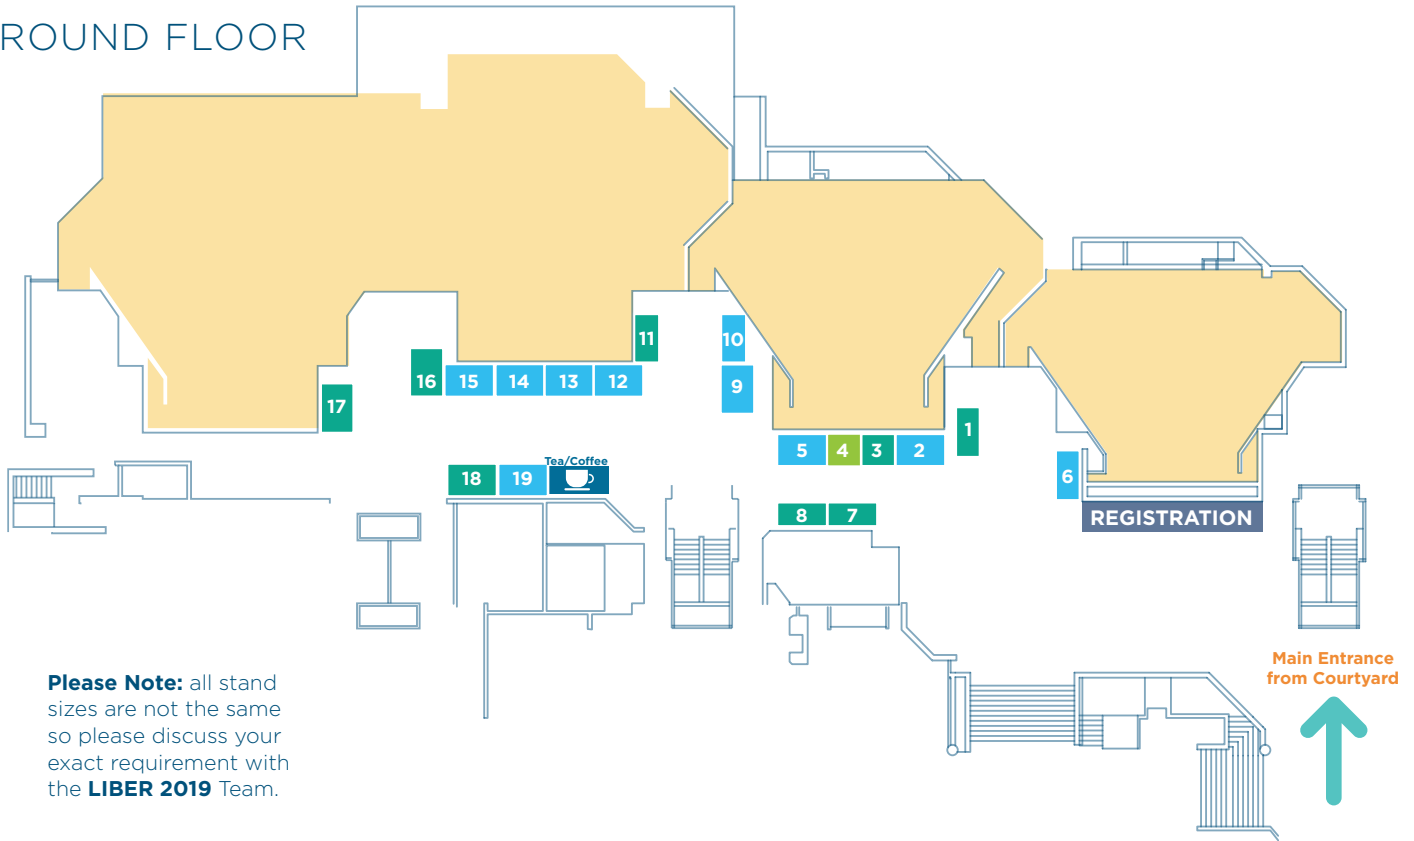 ROUND FLOOR
11
10
16
15
14
13
12
9
17
1
5
4
3
2
Tea/Coffee
18
19
6
8
7
REGISTRATION
Main Entrance
from Courtyard
Please Note: all stand
sizes are not the same
so please discuss your
exact requirement with
the LIBER 2019 Team.